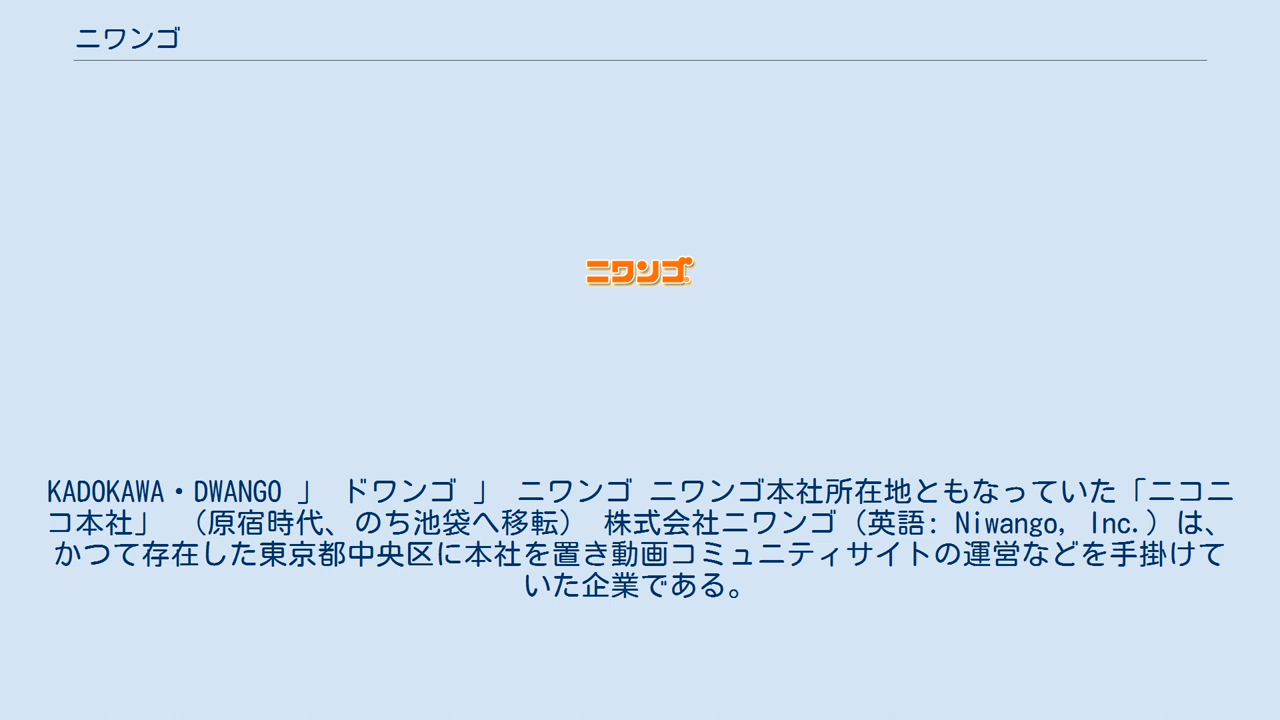 ニワンゴ
ニワンゴ
KADOKAWA・DWANGO 」 ドワンゴ 」 ニワンゴ ニワンゴ本社所在地ともなっていた「ニコニ
コ本社」 （原宿時代、のち池袋へ移転） 株式会社ニワンゴ（英語: Niwango, Inc.）は、
かつて存在した東京都中央区に本社を置き動画コミュニティサイトの運営などを手掛けて
いた企業である。